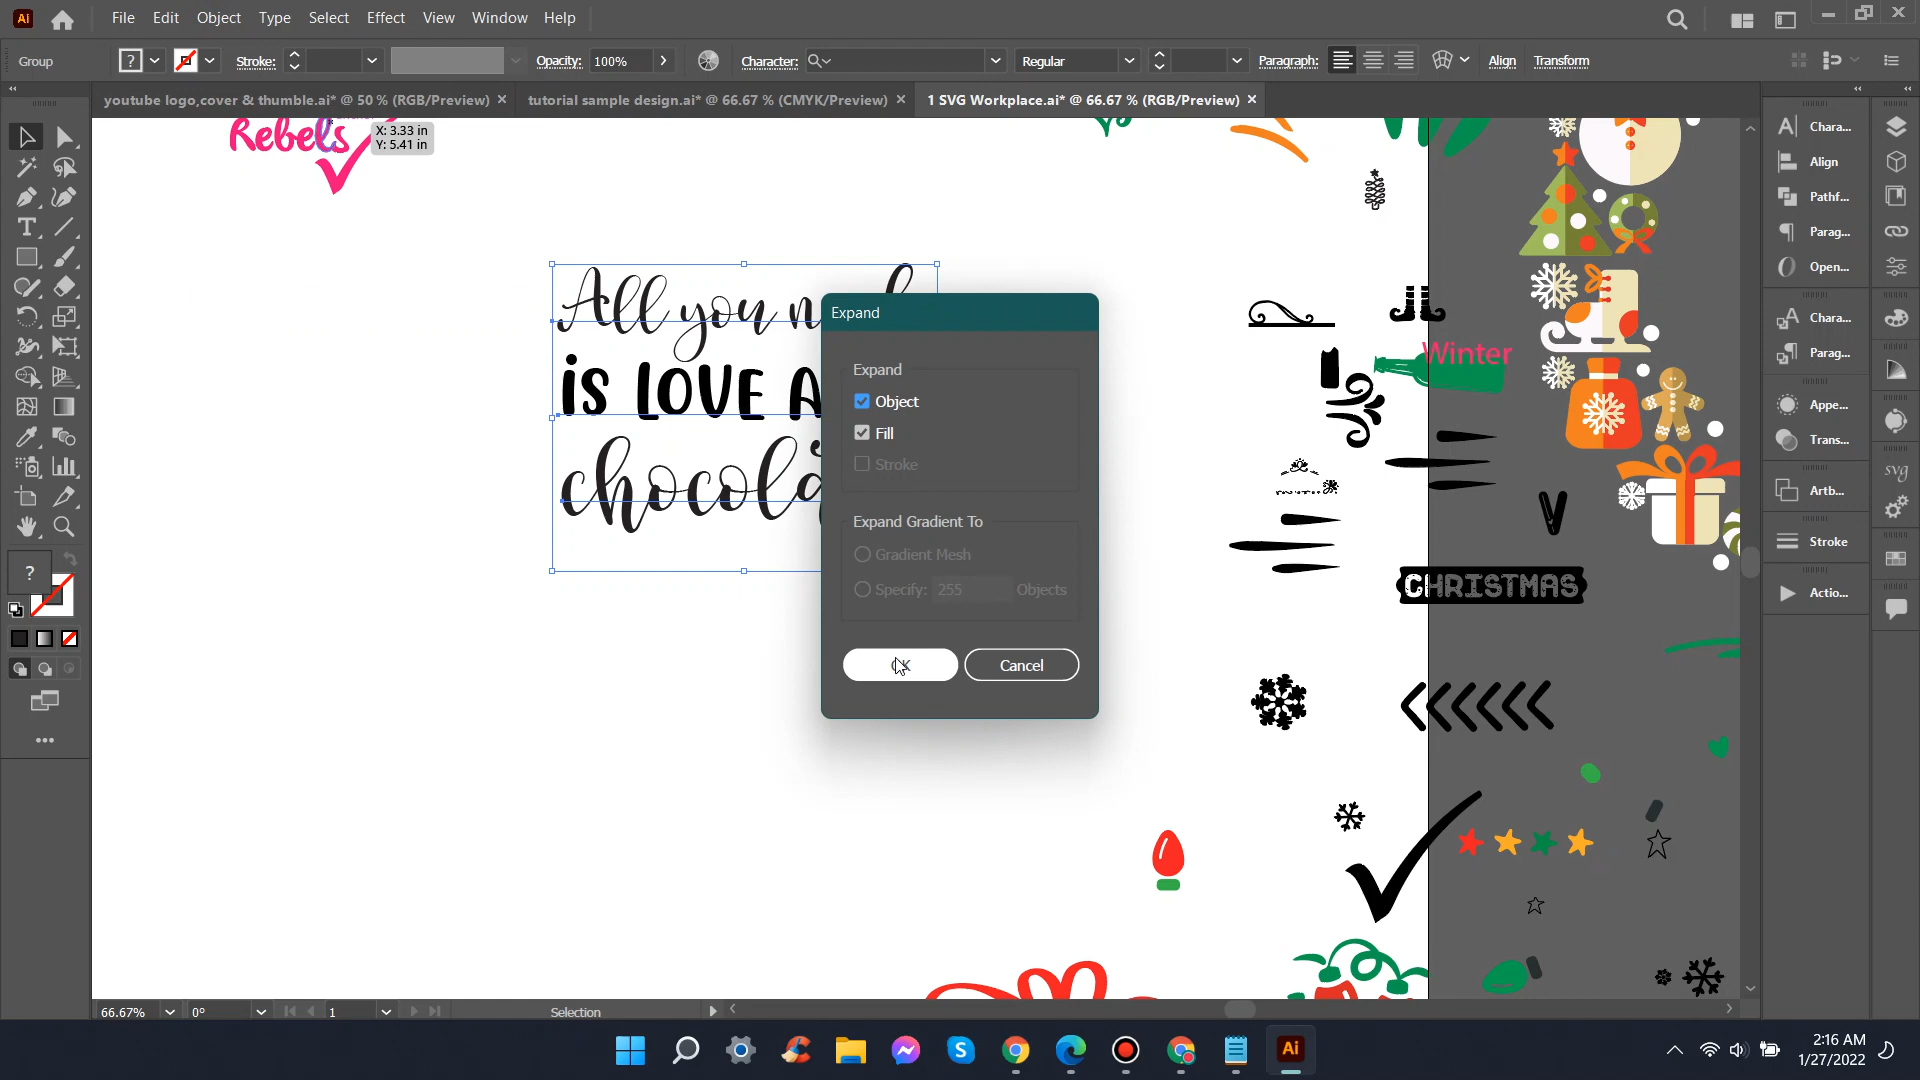 Ai File Edit Object Type Select Effect View Window Help
Group ? Stroke: Opacity: 100% Character: Regular Paragraph: Align Transform
youtube logo,cover & thumble.ai* @ 50 % (RGB/Preview) × tutorial sample design.ai* @ 66.67 % (CMYK/Preview) × 1 SVG Workplace.ai* @ 66.67 % (RGB/Preview) ×
Rebels
X: 3.33 in
Y: 5.41 in
All you
is LOVE
Expand
Expand
Object
Fill
Stroke
Expand Gradient To
Gradient Mesh
Specify: 255 Objects
OK Cancel
Winter
CHRISTMAS
Chara...
Align
Pathf...
Parag...
Open...
Chara...
Parag...
Appe...
Trans...
svg
Artb...
Stroke
Actio...
?
66.67% 0° 1 Selection
Ai
2:16 AM
1/27/2022